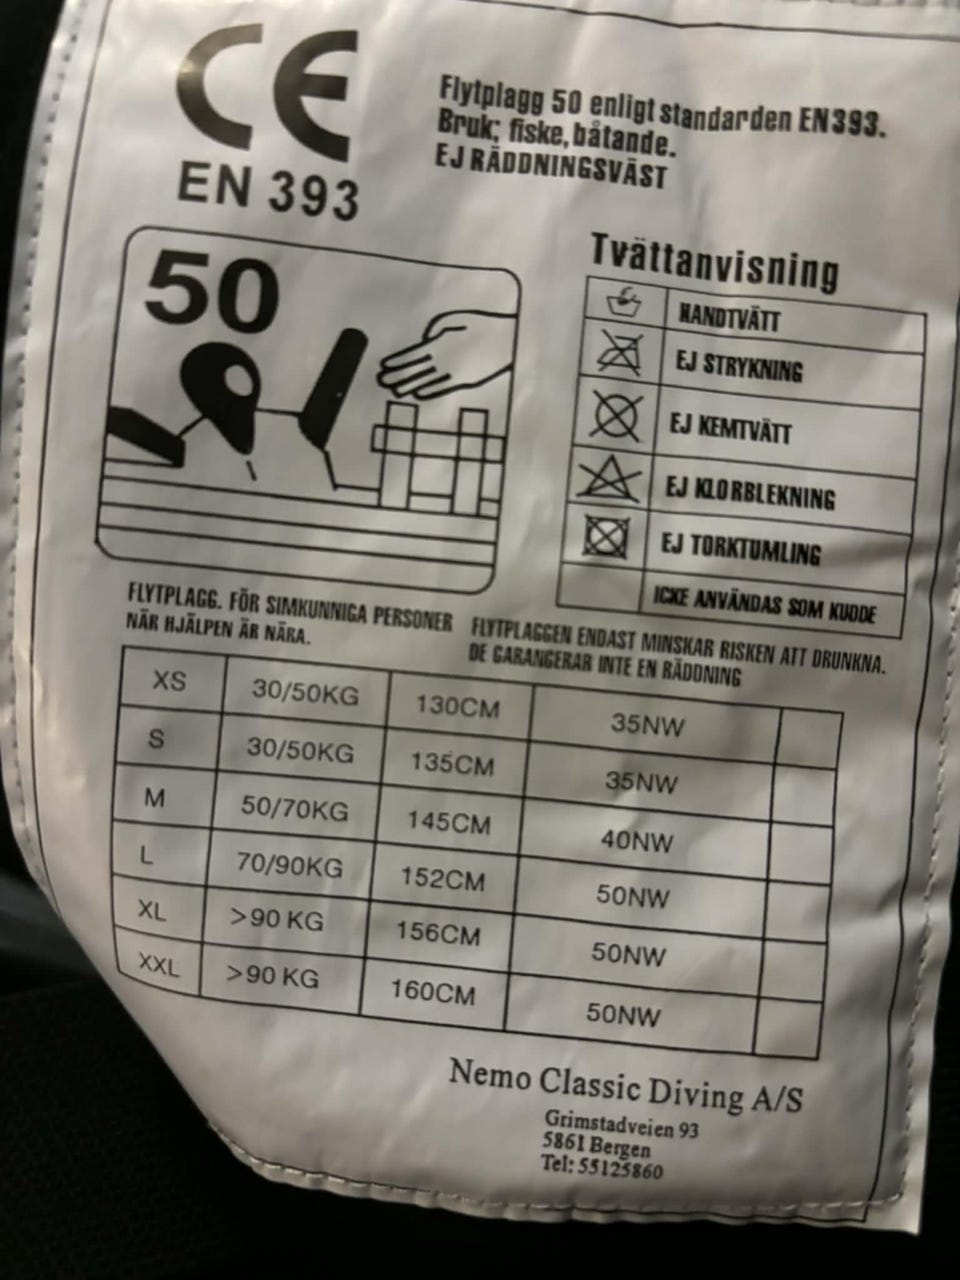 CE
EN 393
Flytplagg 50 enligt standarden EN393.
Bruk; fiske, båtande.
EJ RÄDDNINGSVÄST
50
Tvättanvisning
HANDTVÄTT
EJ STRYKNING
EJ KEMTVÄTT
EJ KLORBLEKNING
EJ TORKTUMLING
ICKE ANVÄNDAS SOM KUDDE
FLYTPLAGG. FÖR SIMKUNNIGA PERSONER
NÄR HJÄLPEN ÄR NÄRA.
FLYTPLAGGEN ENDAST MINSKAR RISKEN ATT DRUNKNA.
DE GARANGERAR INTE EN RÄDDNING
XS 30/50KG 130CM 35NW
S 30/50KG 135CM 35NW
M 50/70KG 145CM 40NW
L 70/90KG 152CM 50NW
XL >90 KG 156CM 50NW
XXL >90 KG 160CM 50NW
Nemo Classic Diving A/S
Grimstadveien 93
5861 Bergen
Tel: 55125860